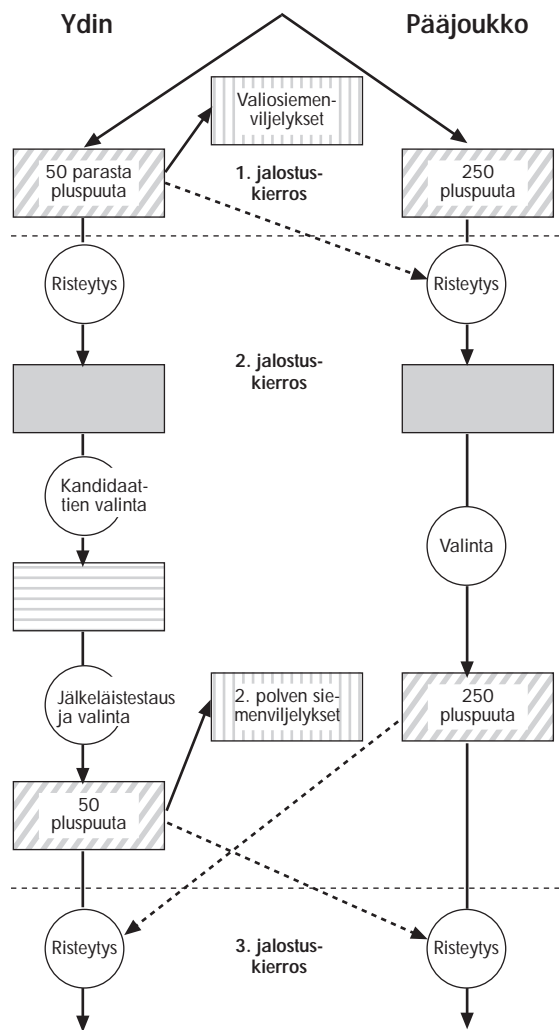 Ydin
Pääjoukko
Valiosiemen-
viljelykset
50 parasta
pluspuuta
1. jalostus-
kierros
250
pluspuuta
Risteytys
Risteytys
2. jalostus-
kierros
Kandidaat-
tien valinta
Valinta
Jälkeläistestaus
ja valinta
2. polven sie-
menviljelykset
250
pluspuuta
50
pluspuuta
Risteytys
3. jalostus-
kierros
Risteytys